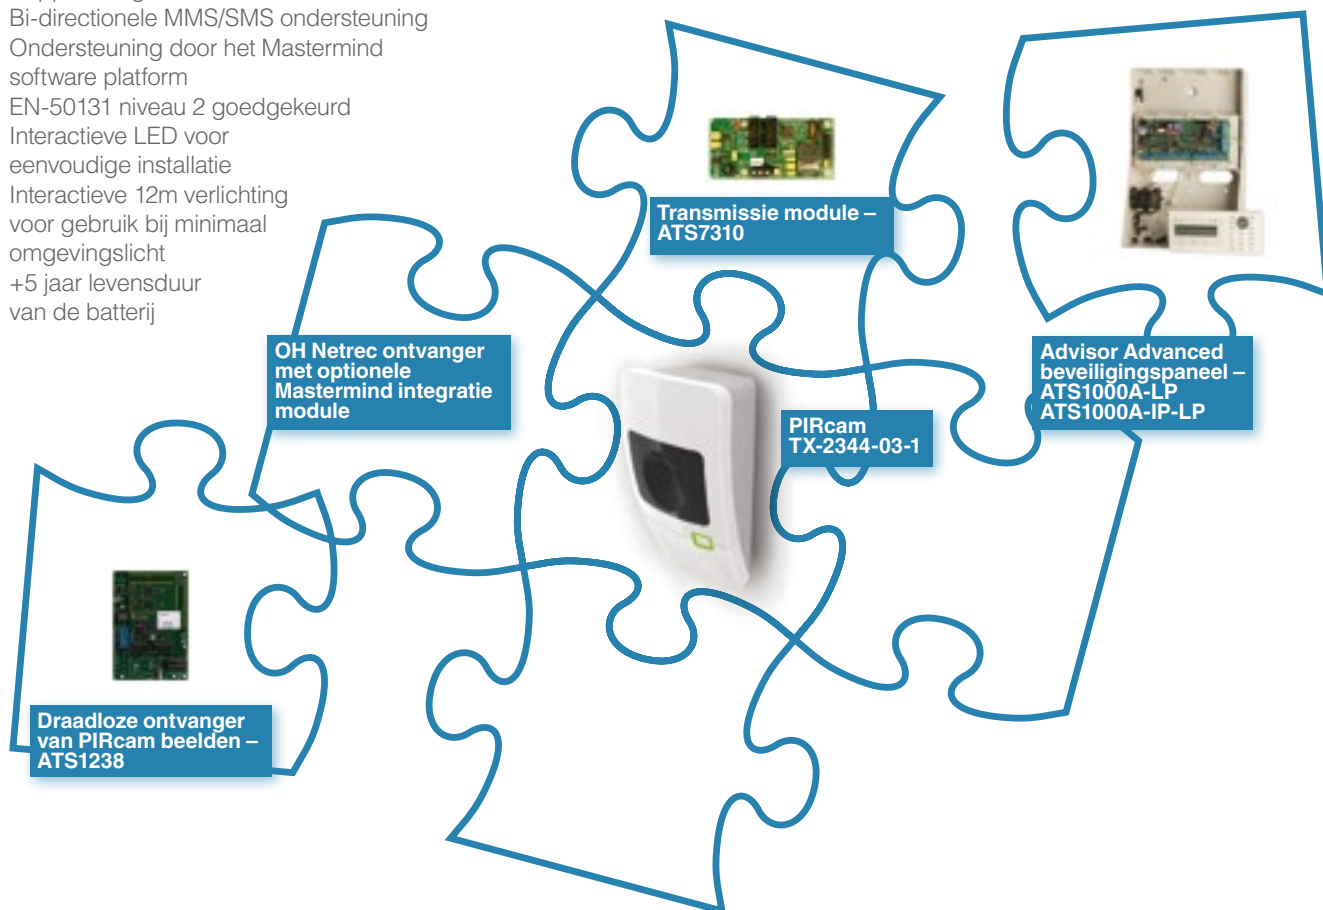 Bi-directionele MMS/SMS ondersteuning
Ondersteuning door het Mastermind
software platform
EN-50131 niveau 2 goedgekeurd
Interactieve LED voor
eenvoudige installatie
Interactieve 12m verlichting
voor gebruik bij minimaal
omgevingslicht
+5 jaar levensduur
van de batterij
Transmissie module –
ATS7310
OH Netrec ontvanger
met optionele
Mastermind integratie
module
Advisor Advanced
beveiligingspaneel –
ATS1000A-LP
ATS1000A-IP-LP
PIRcam
TX-2344-03-1
Draadloze ontvanger
van PIRcam beelden –
ATS1238